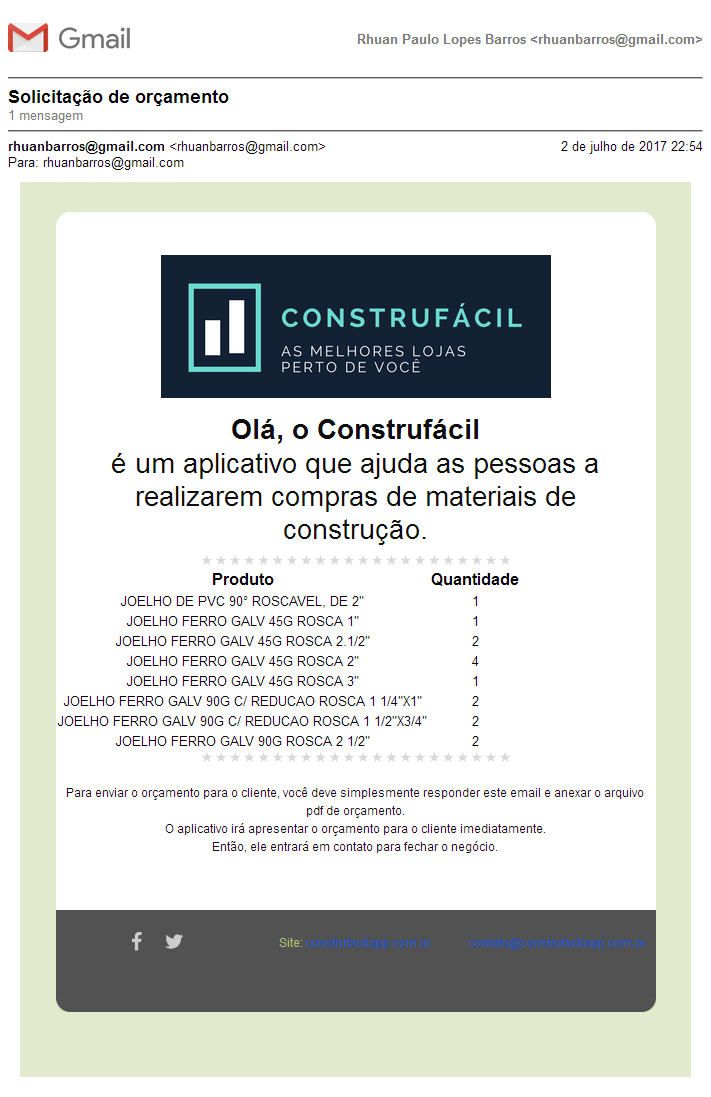 Gmail
Rhuan Paulo Lopes Barros <rhuanbarros@gmail.com>
Solicitação de orçamento
1 mensagem
rhuanbarros@gmail.com <rhuanbarros@gmail.com>
2 de julho de 2017 22:54
Para: rhuanbarros@gmail.com
CONSTRUFÁCIL
AS MELHORES LOJAS
PERTO DE VOCÊ
Olá, o Construfácil
é um aplicativo que ajuda as pessoas a
realizarem compras de materiais de
construção.
Produto Quantidade
JOELHO DE PVC 90° ROSCAVEL, DE 2" 1
JOELHO FERRO GALV 45G ROSCA 1" 1
JOELHO FERRO GALV 45G ROSCA 2.1/2" 2
JOELHO FERRO GALV 45G ROSCA 2" 4
JOELHO FERRO GALV 45G ROSCA 3" 1
JOELHO FERRO GALV 90G C/ REDUCAO ROSCA 1 1/4"X1" 2
JOELHO FERRO GALV 90G C/ REDUCAO ROSCA 1 1/2"X3/4" 2
JOELHO FERRO GALV 90G ROSCA 2 1/2" 2
Para enviar o orçamento para o cliente, você deve simplesmente responder este email e anexar o arquivo
pdf de orçamento.
O aplicativo irá apresentar o orçamento para o cliente imediatamente.
Então, ele entrará em contato para fechar o negócio.
Site: construfacilapp.com.br contato@construfacilapp.com.br